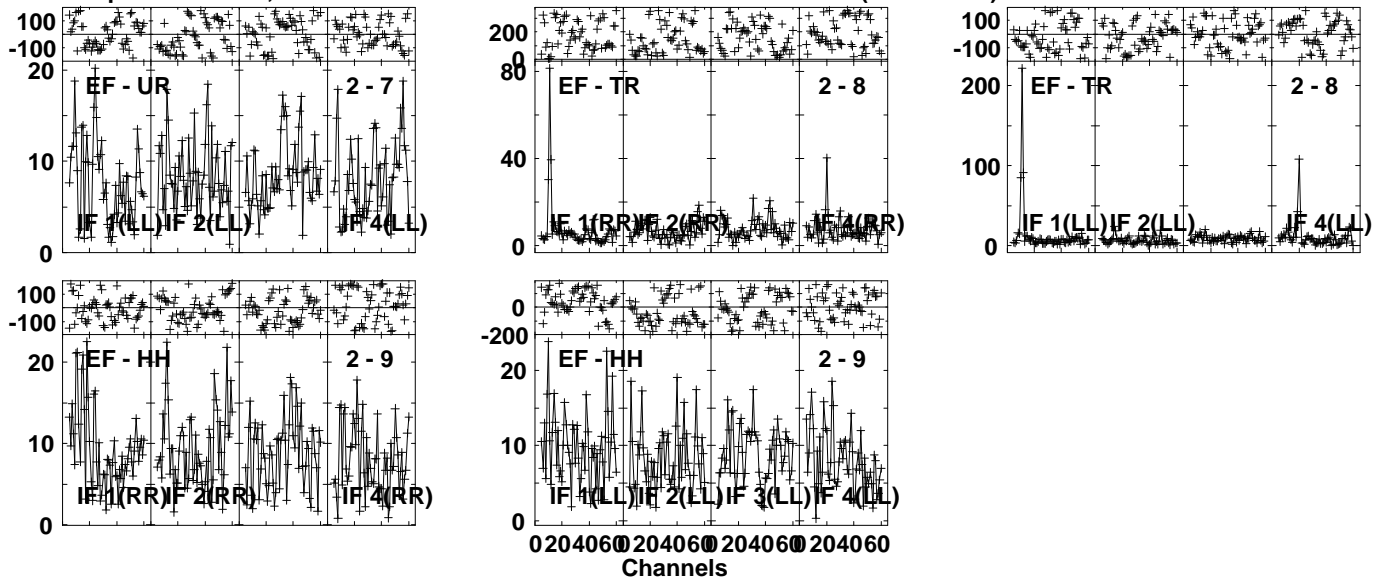 100
-100
20
10
0
EF - UR 2 - 7
IF 1(LL) IF 2(LL) IF 4(LL)
200
0
80
40
0
EF - TR 2 - 8
IF 1(RR) IF 2(RR) IF 4(RR)
100
-100
200
100
0
EF - TR 2 - 8
IF 1(LL) IF 2(LL) IF 4(LL)
100
-100
20
10
0
EF - HH 2 - 9
IF 1(RR) IF 2(RR) IF 4(RR)
0
-200
20
10
0
EF - HH 2 - 9
IF 1(LL) IF 2(LL) IF 3(LL) IF 4(LL)
0 20 40 60 0 20 40 60 0 20 40 60 0 20 40 60
Channels